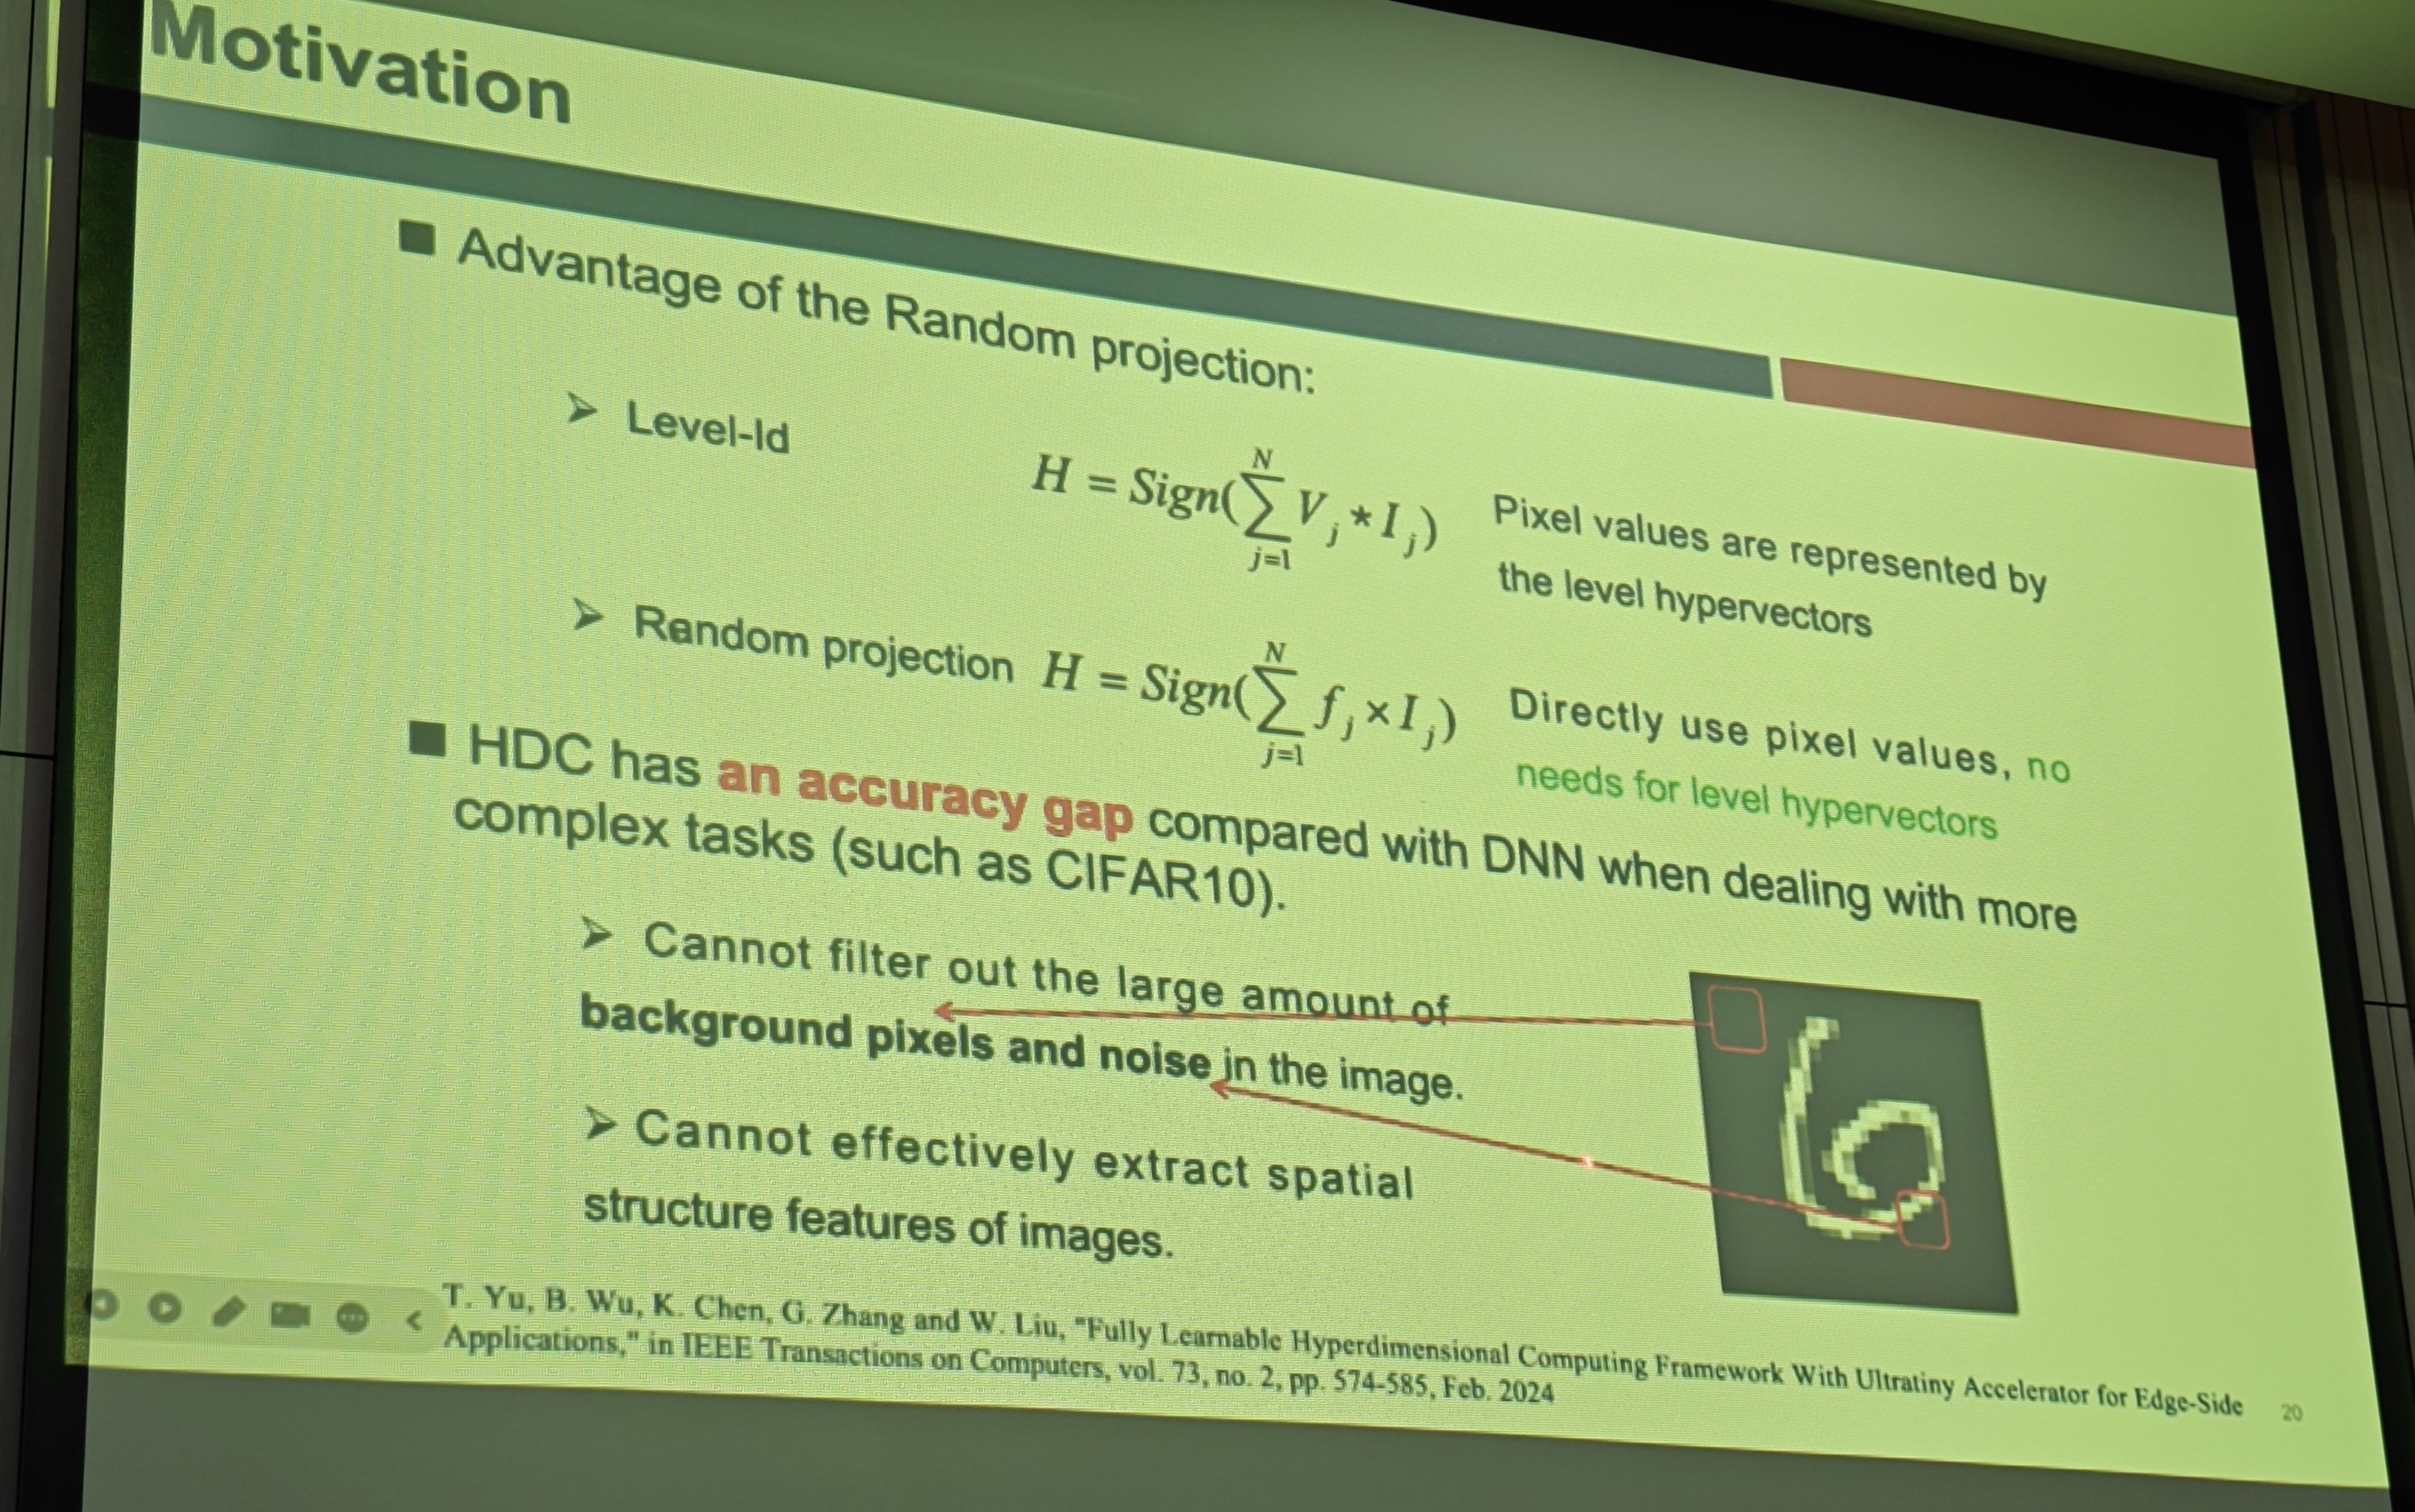 Motivation
■ Advantage of the Random projection:
➤ Level-Id
H = Sign(∑_{j=1}^{N} V_j * I_j)
Pixel values are represented by
the level hypervectors
➤ Random projection H = Sign(∑_{j=1}^{N} f_j × I_j)
Directly use pixel values, no
needs for level hypervectors
■ HDC has an accuracy gap compared with DNN when dealing with more
complex tasks (such as CIFAR10).
➤ Cannot filter out the large amount of
background pixels and noise in the image.
➤ Cannot effectively extract spatial
structure features of images.
6
T. Yu, B. Wu, K. Chen, G. Zhang and W. Liu, "Fully Learnable Hyperdimensional Computing Framework With Ultratiny Accelerator for Edge-Side
Applications," in IEEE Transactions on Computers, vol. 73, no. 2, pp. 574-585, Feb. 2024
20